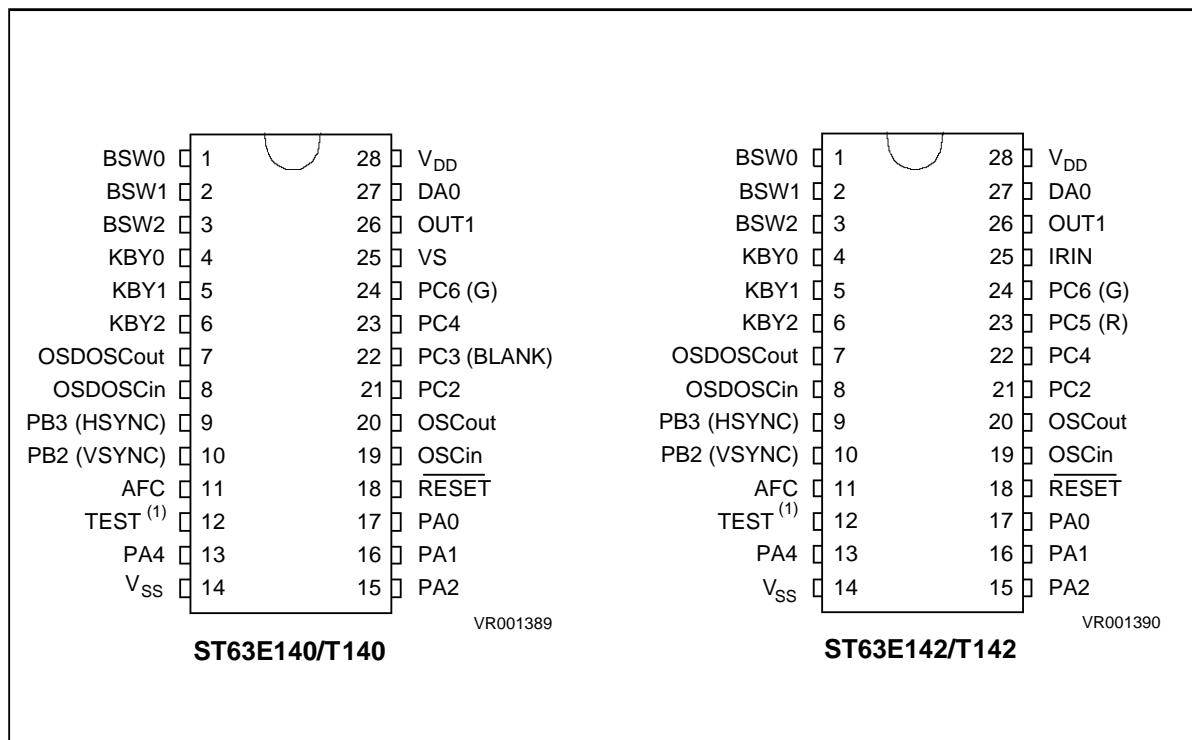 BSW0 1 28 VDD
BSW1 2 27 DA0
BSW2 3 26 OUT1
KBY0 4 25 VS
KBY1 5 24 PC6 (G)
KBY2 6 23 PC4
OSDOSCout 7 22 PC3 (BLANK)
OSDOSCin 8 21 PC2
PB3 (HSYNC) 9 20 OSCout
PB2 (VSYNC) 10 19 OSCin
AFC 11 18 RESET
TEST (1) 12 17 PA0
PA4 13 16 PA1
VSS 14 15 PA2
VR001389
ST63E140/T140
BSW0 1 28 VDD
BSW1 2 27 DA0
BSW2 3 26 OUT1
KBY0 4 25 IRIN
KBY1 5 24 PC6 (G)
KBY2 6 23 PC5 (R)
OSDOSCout 7 22 PC4
OSDOSCin 8 21 PC2
PB3 (HSYNC) 9 20 OSCout
PB2 (VSYNC) 10 19 OSCin
AFC 11 18 RESET
TEST (1) 12 17 PA0
PA4 13 16 PA1
VSS 14 15 PA2
VR001390
ST63E142/T142